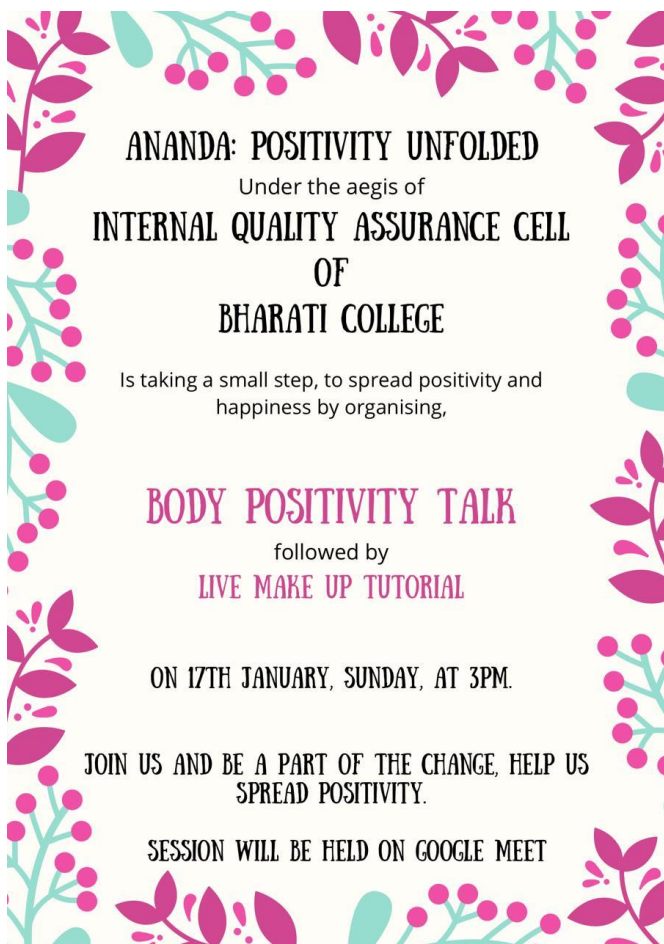 ANANDA: POSITIVITY UNFOLDED
Under the aegis of
INTERNAL QUALITY ASSURANCE CELL
OF
BHARATI COLLEGE
Is taking a small step, to spread positivity and
happiness by organising,
BODY POSITIVITY TALK
followed by
LIVE MAKE UP TUTORIAL
ON 17TH JANUARY, SUNDAY, AT 3PM.
JOIN US AND BE A PART OF THE CHANGE, HELP US
SPREAD POSITIVITY.
SESSION WILL BE HELD ON GOOGLE MEET